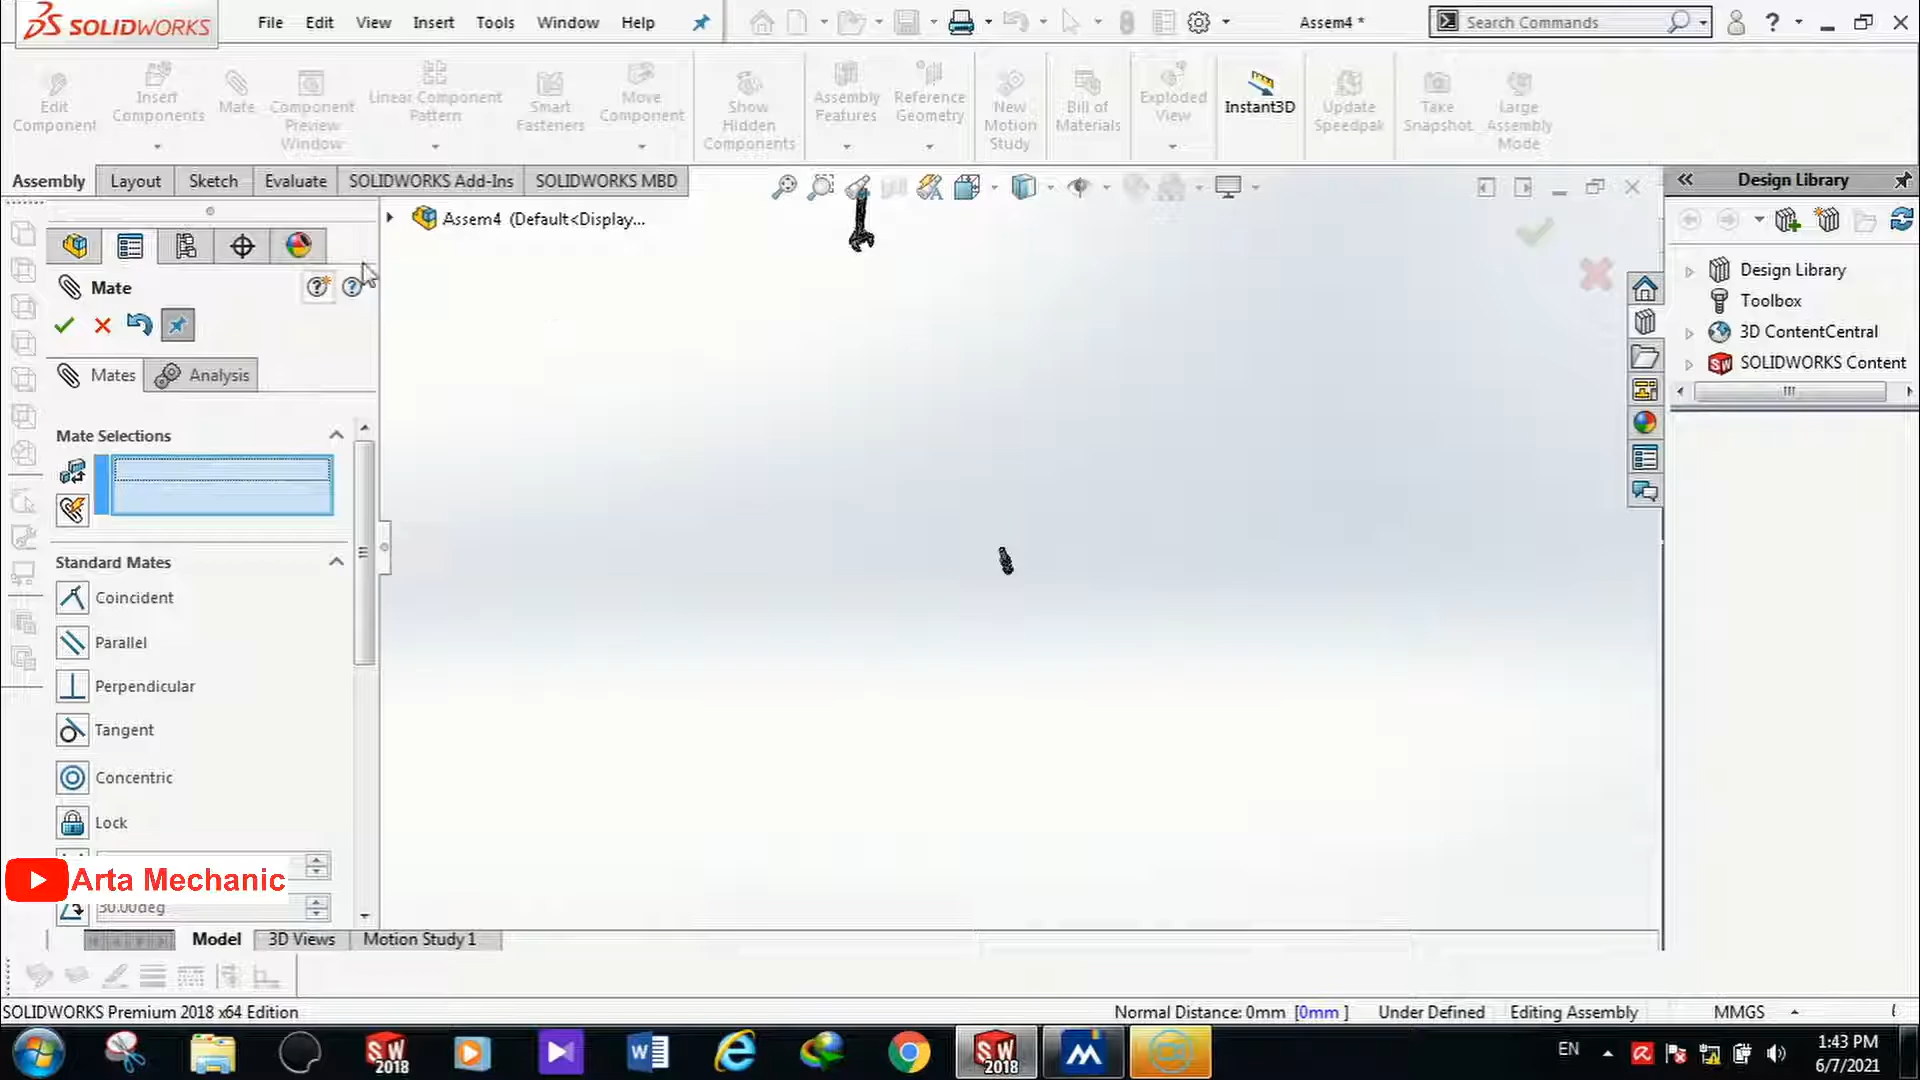 SOLIDWORKS
File Edit View Insert Tools Window Help
Assem4 *
Search Commands
Edit Component
Insert Components
Mate
Component Preview Window
Linear Component Pattern
Smart Fasteners
Move Component
Show Hidden Components
Assembly Features
Reference Geometry
New Motion Study
Bill of Materials
Exploded View
Instant3D
Update Speedpak
Take Snapshot
Large Assembly Mode
Assembly Layout Sketch Evaluate SOLIDWORKS Add-Ins SOLIDWORKS MBD
Design Library
Assem4 (Default<Display...
Mate
Mates Analysis
Mate Selections
Standard Mates
Coincident
Parallel
Perpendicular
Tangent
Concentric
Lock
Arta Mechanic
30.00deg
Design Library
Toolbox
3D ContentCentral
SOLIDWORKS Content
Model 3D Views Motion Study 1
SOLIDWORKS Premium 2018 x64 Edition
Normal Distance: 0mm [0mm ] Under Defined Editing Assembly MMGS
SW 2018
SW 2018
EN
1:43 PM
6/7/2021